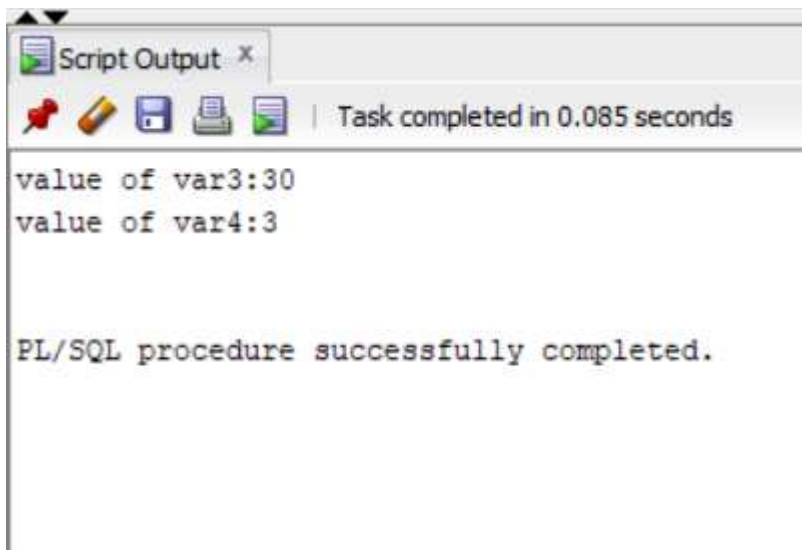 Script Output x
Task completed in 0.085 seconds
value of var3:30
value of var4:3
PL/SQL procedure successfully completed.